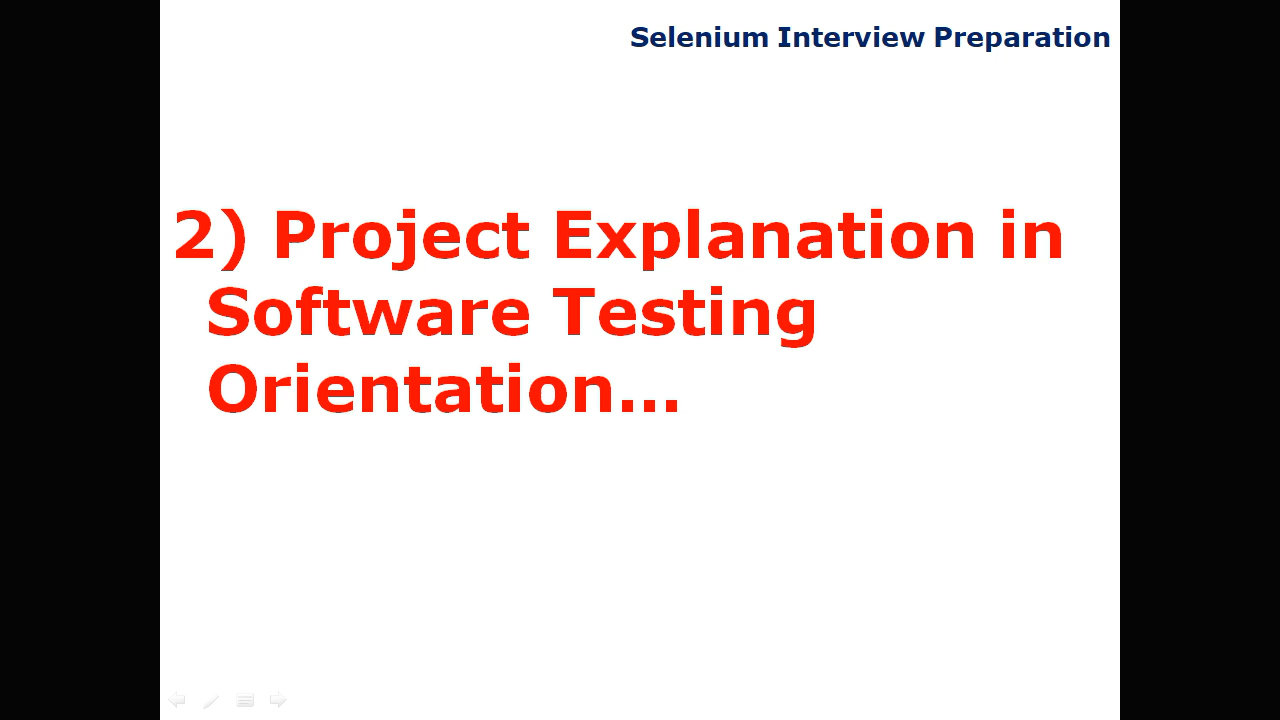 Selenium Interview Preparation
2) Project Explanation in
Software Testing
Orientation...